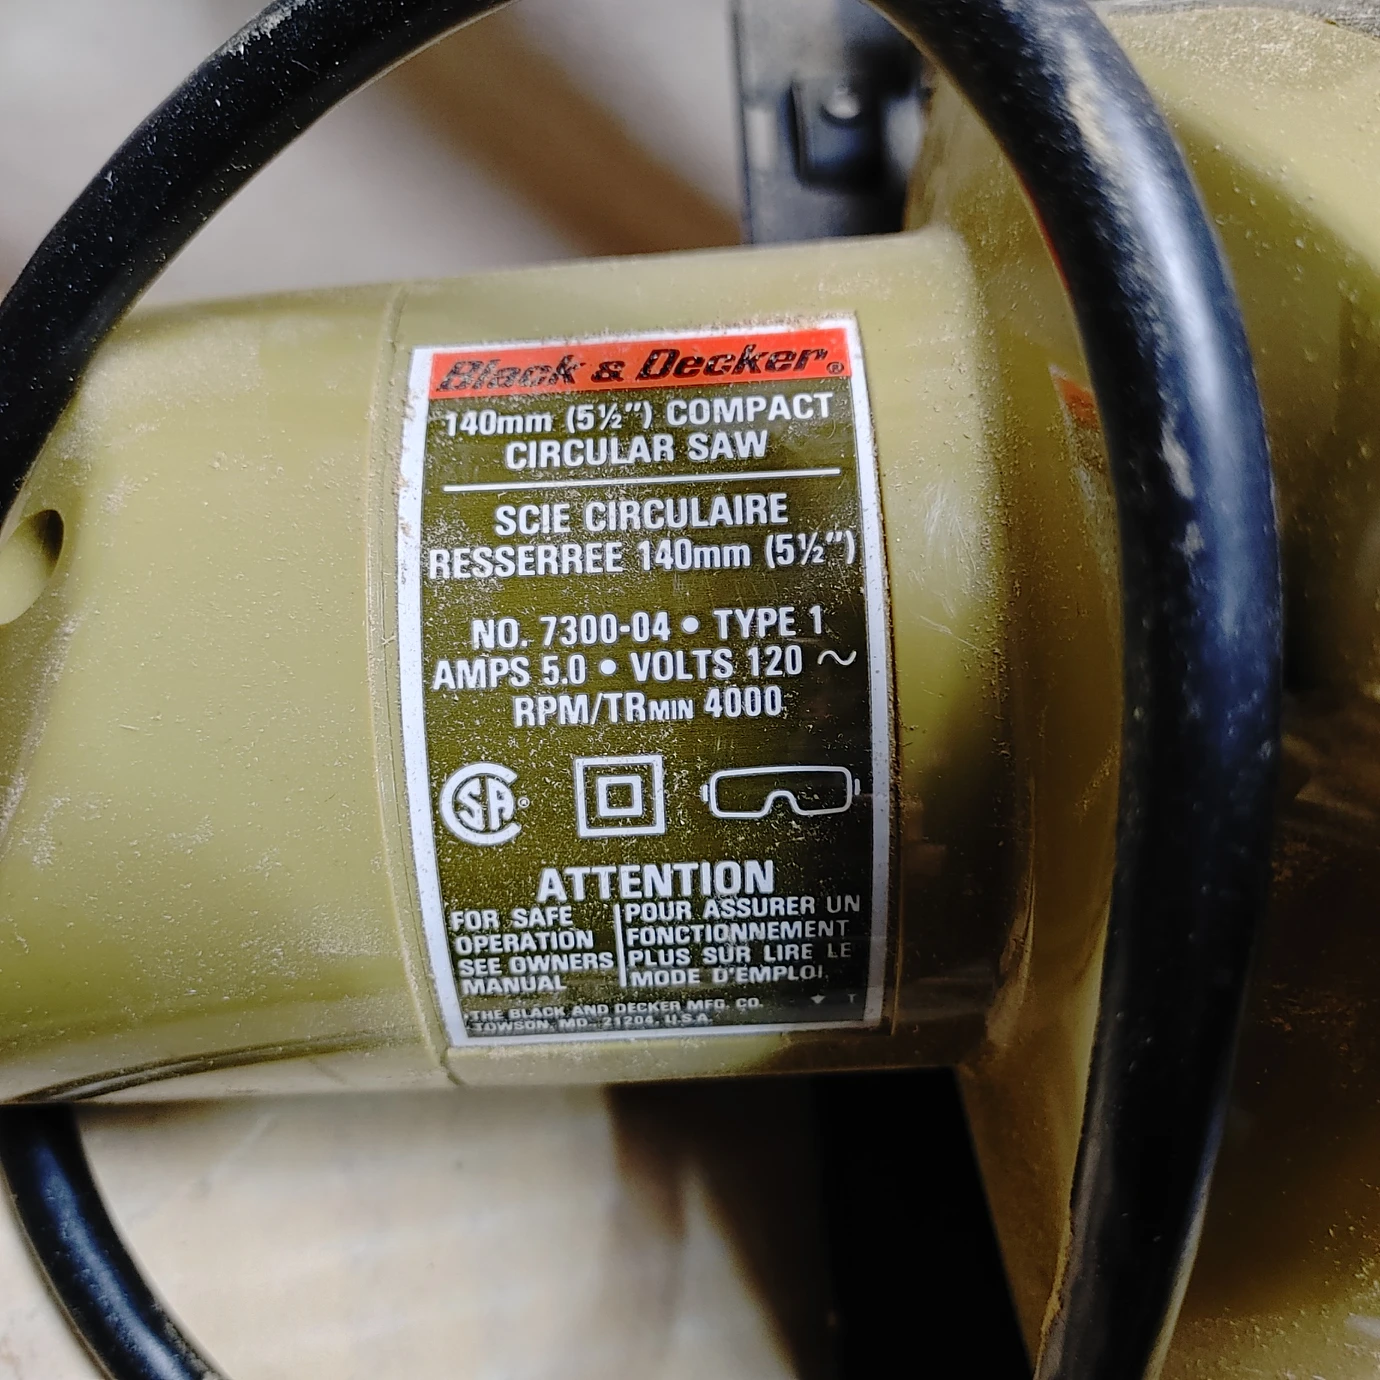 Black & Decker®
140mm (5½") COMPACT
CIRCULAR SAW
SCIE CIRCULAIRE
RESSERREE 140mm (5½")
NO. 7300-04 • TYPE 1
AMPS 5.0 • VOLTS 120 ~
RPM/TRMIN 4000
CSA®
ATTENTION
FOR SAFE
OPERATION
SEE OWNERS
MANUAL
POUR ASSURER UN
FONCTIONNEMENT
PLUS SUR LIRE LE
MODE D'EMPLOI.
THE BLACK AND DECKER MFG. CO.
TOWSON, MD. 21204, U.S.A.